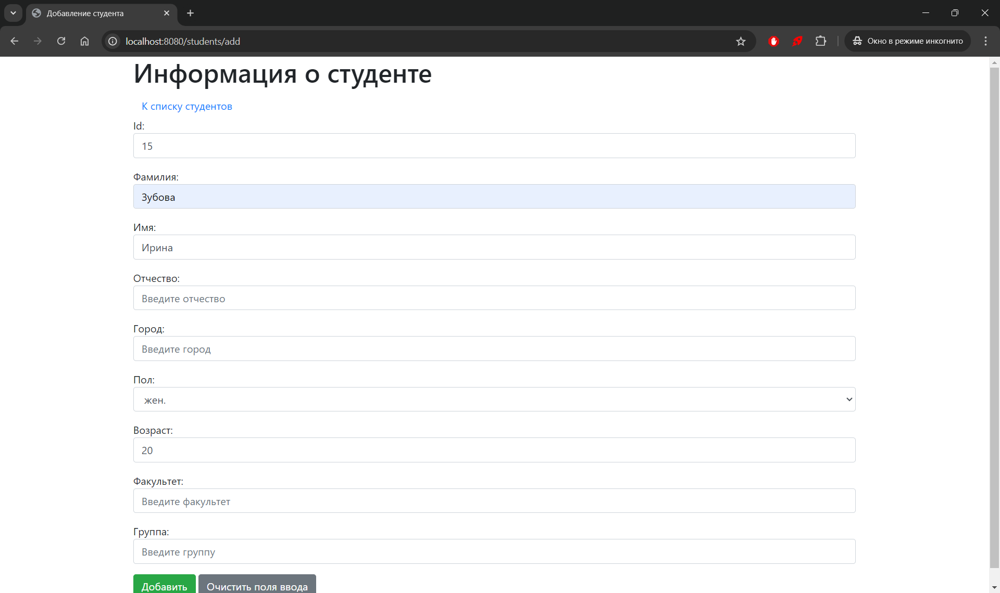 Добавление студента
localhost:8080/students/add
Окно в режиме инкогнито
Информация о студенте
К списку студентов
Id:
15
Фамилия:
Зубова
Имя:
Ирина
Отчество:
Введите отчество
Город:
Введите город
Пол:
жен.
Возраст:
20
Факультет:
Введите факультет
Группа:
Введите группу
Добавить Очистить поля ввода